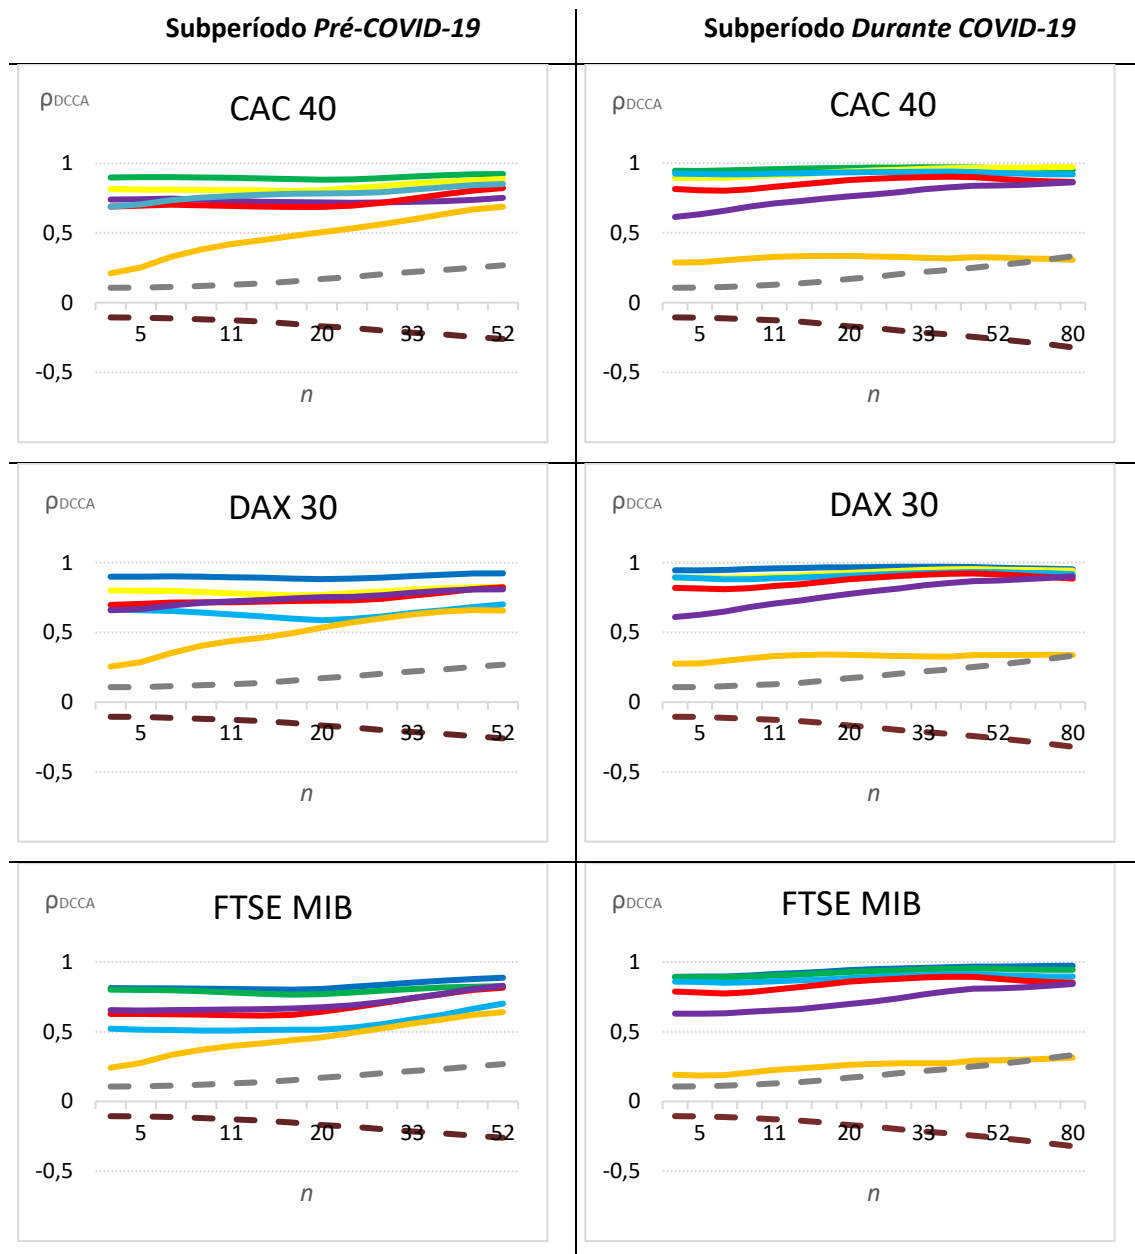 Subperíodo Pré-COVID-19
Subperíodo Durante COVID-19
ρDCCA
CAC 40
1
0,5
0
-0,5
5 11 20 33 52
n
ρDCCA
CAC 40
1
0,5
0
-0,5
5 11 20 33 52 80
n
ρDCCA
DAX 30
1
0,5
0
-0,5
5 11 20 33 52
n
ρDCCA
DAX 30
1
0,5
0
-0,5
5 11 20 33 52 80
n
ρDCCA
FTSE MIB
1
0,5
0
-0,5
5 11 20 33 52
n
ρDCCA
FTSE MIB
1
0,5
0
-0,5
5 11 20 33 52 80
n